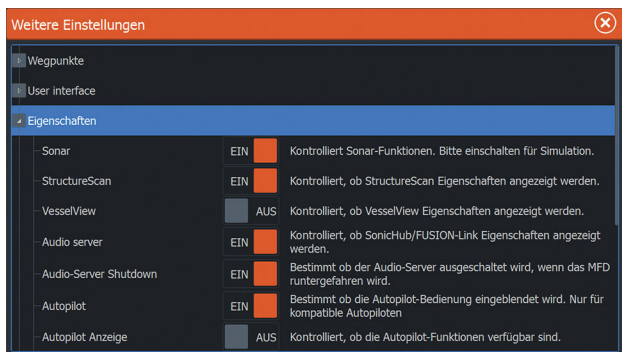 Weitere Einstellungen
Wegpunkte
User interface
Eigenschaften
Sonar EIN Kontrolliert Sonar-Funktionen. Bitte einschalten für Simulation.
StructureScan EIN Kontrolliert, ob StructureScan Eigenschaften angezeigt werden.
VesselView AUS Kontrolliert, ob VesselView Eigenschaften angezeigt werden.
Audio server EIN Kontrolliert, ob SonicHub/FUSION-Link Eigenschaften angezeigt
werden.
Audio-Server Shutdown EIN Bestimmt ob der Audio-Server ausgeschaltet wird, wenn das MFD
runtergefahren wird.
Autopilot EIN Bestimmt ob die Autopilot-Bedienung eingeblendet wird. Nur für
kompatible Autopiloten
Autopilot Anzeige AUS Kontrolliert, ob die Autopilot-Funktionen verfügbar sind.